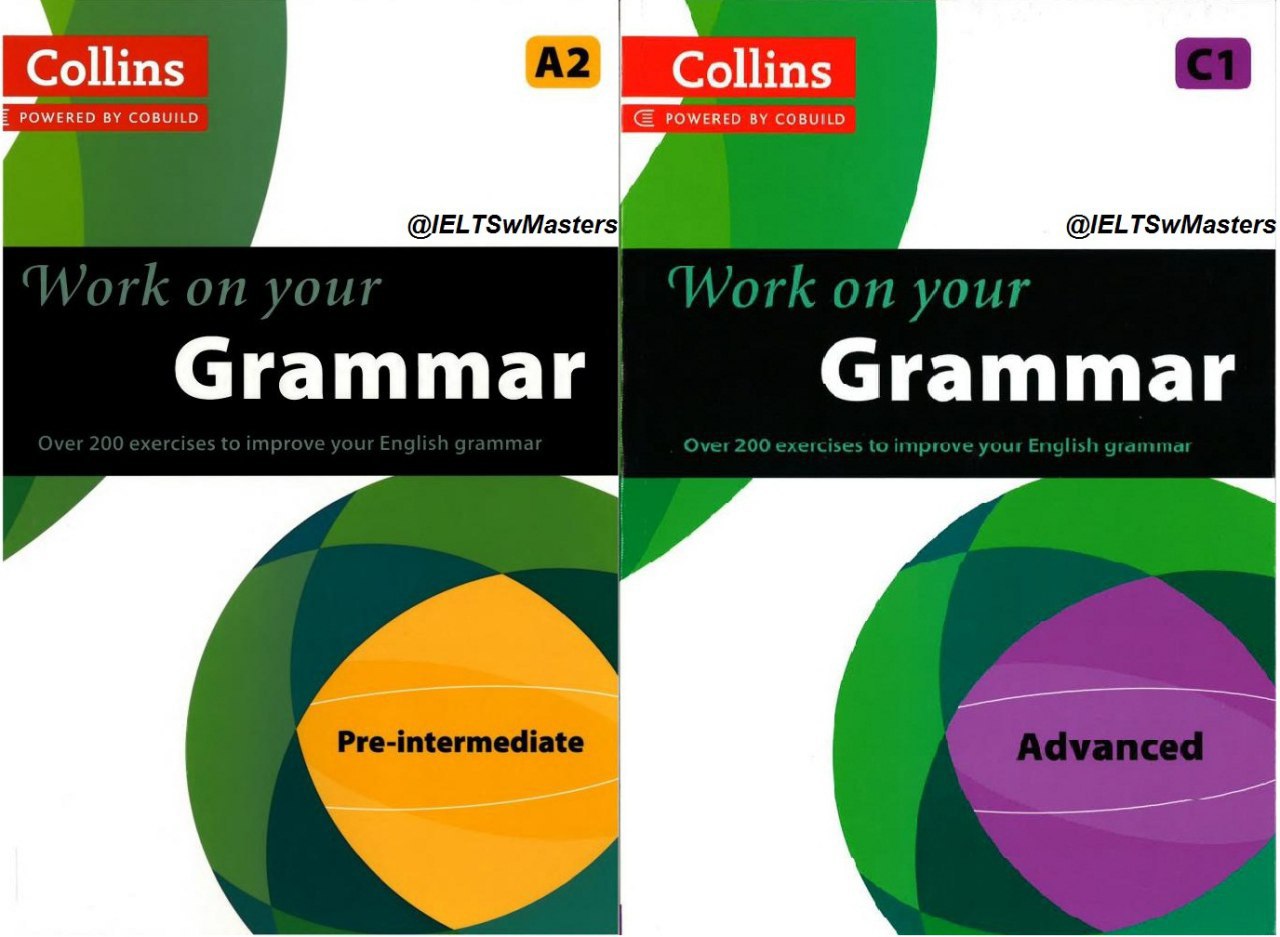 Collins
POWERED BY COBUILD
A2
@IELTSwMasters
Work on your
Grammar
Over 200 exercises to improve your English grammar
Pre-intermediate
Collins
POWERED BY COBUILD
C1
@IELTSwMasters
Work on your
Grammar
Over 200 exercises to improve your English grammar
Advanced